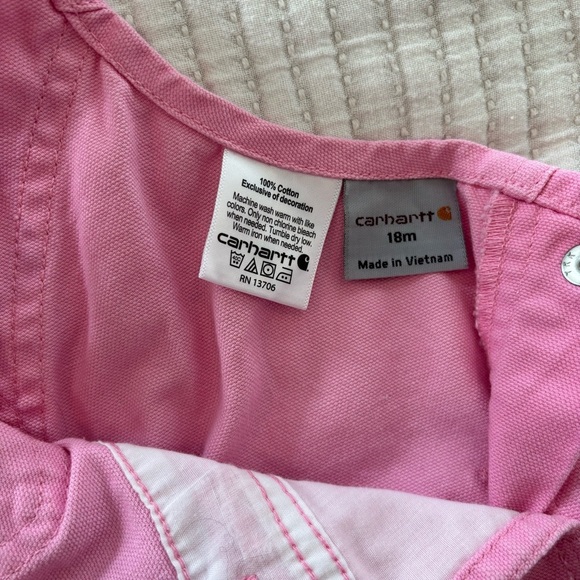 100% Cotton
Exclusive of decoration
Machine wash warm with like
colors. Only non chlorine bleach
when needed. Tumble dry low.
Warm iron when needed.
carhartt
RN 13706
carhartt
18m
Made in Vietnam